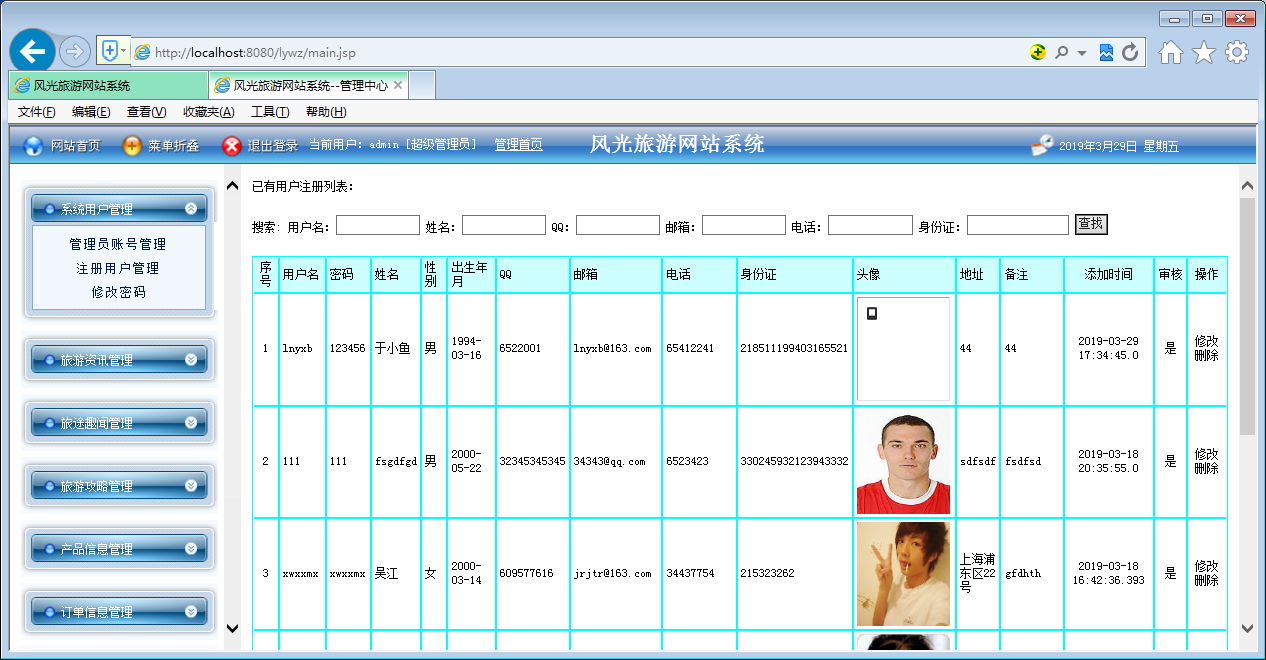 http://localhost:8080/lywz/main.jsp
风光旅游网站系统 风光旅游网站系统--管理中心
文件(F) 编辑(E) 查看(V) 收藏夹(A) 工具(T) 帮助(H)
网站首页 菜单折叠 退出登录 当前用户：admin [超级管理员] 管理首页 风光旅游网站系统 2019年3月29日 星期五
系统用户管理
管理员账号管理
注册用户管理
修改密码
旅游资讯管理
旅途趣闻管理
旅游攻略管理
产品信息管理
订单信息管理
已有用户注册列表：
搜索：用户名： 姓名： QQ： 邮箱： 电话： 身份证： 查找
序号 用户名 密码 姓名 性别 出生年月 QQ 邮箱 电话 身份证 头像 地址 备注 添加时间 审核 操作
1 lnyxb 123456 于小鱼 男 1994-03-16 6522001 lnyxb@163.com 65412241 218511199403165521 44 44 2019-03-29 17:34:45.0 是 修改 删除
2 111 111 fsgdfgd 男 2000-05-22 32345345345 34343@qq.com 6523423 330245932123943332 sdfsdf fsdfsd 2019-03-18 20:35:55.0 是 修改 删除
3 xwxxmx xwxxmx 吴江 女 2000-03-14 609577616 jrjtr@163.com 34437754 215323262 上海浦东区22号 gfdhth 2019-03-18 16:42:36.393 是 修改 删除